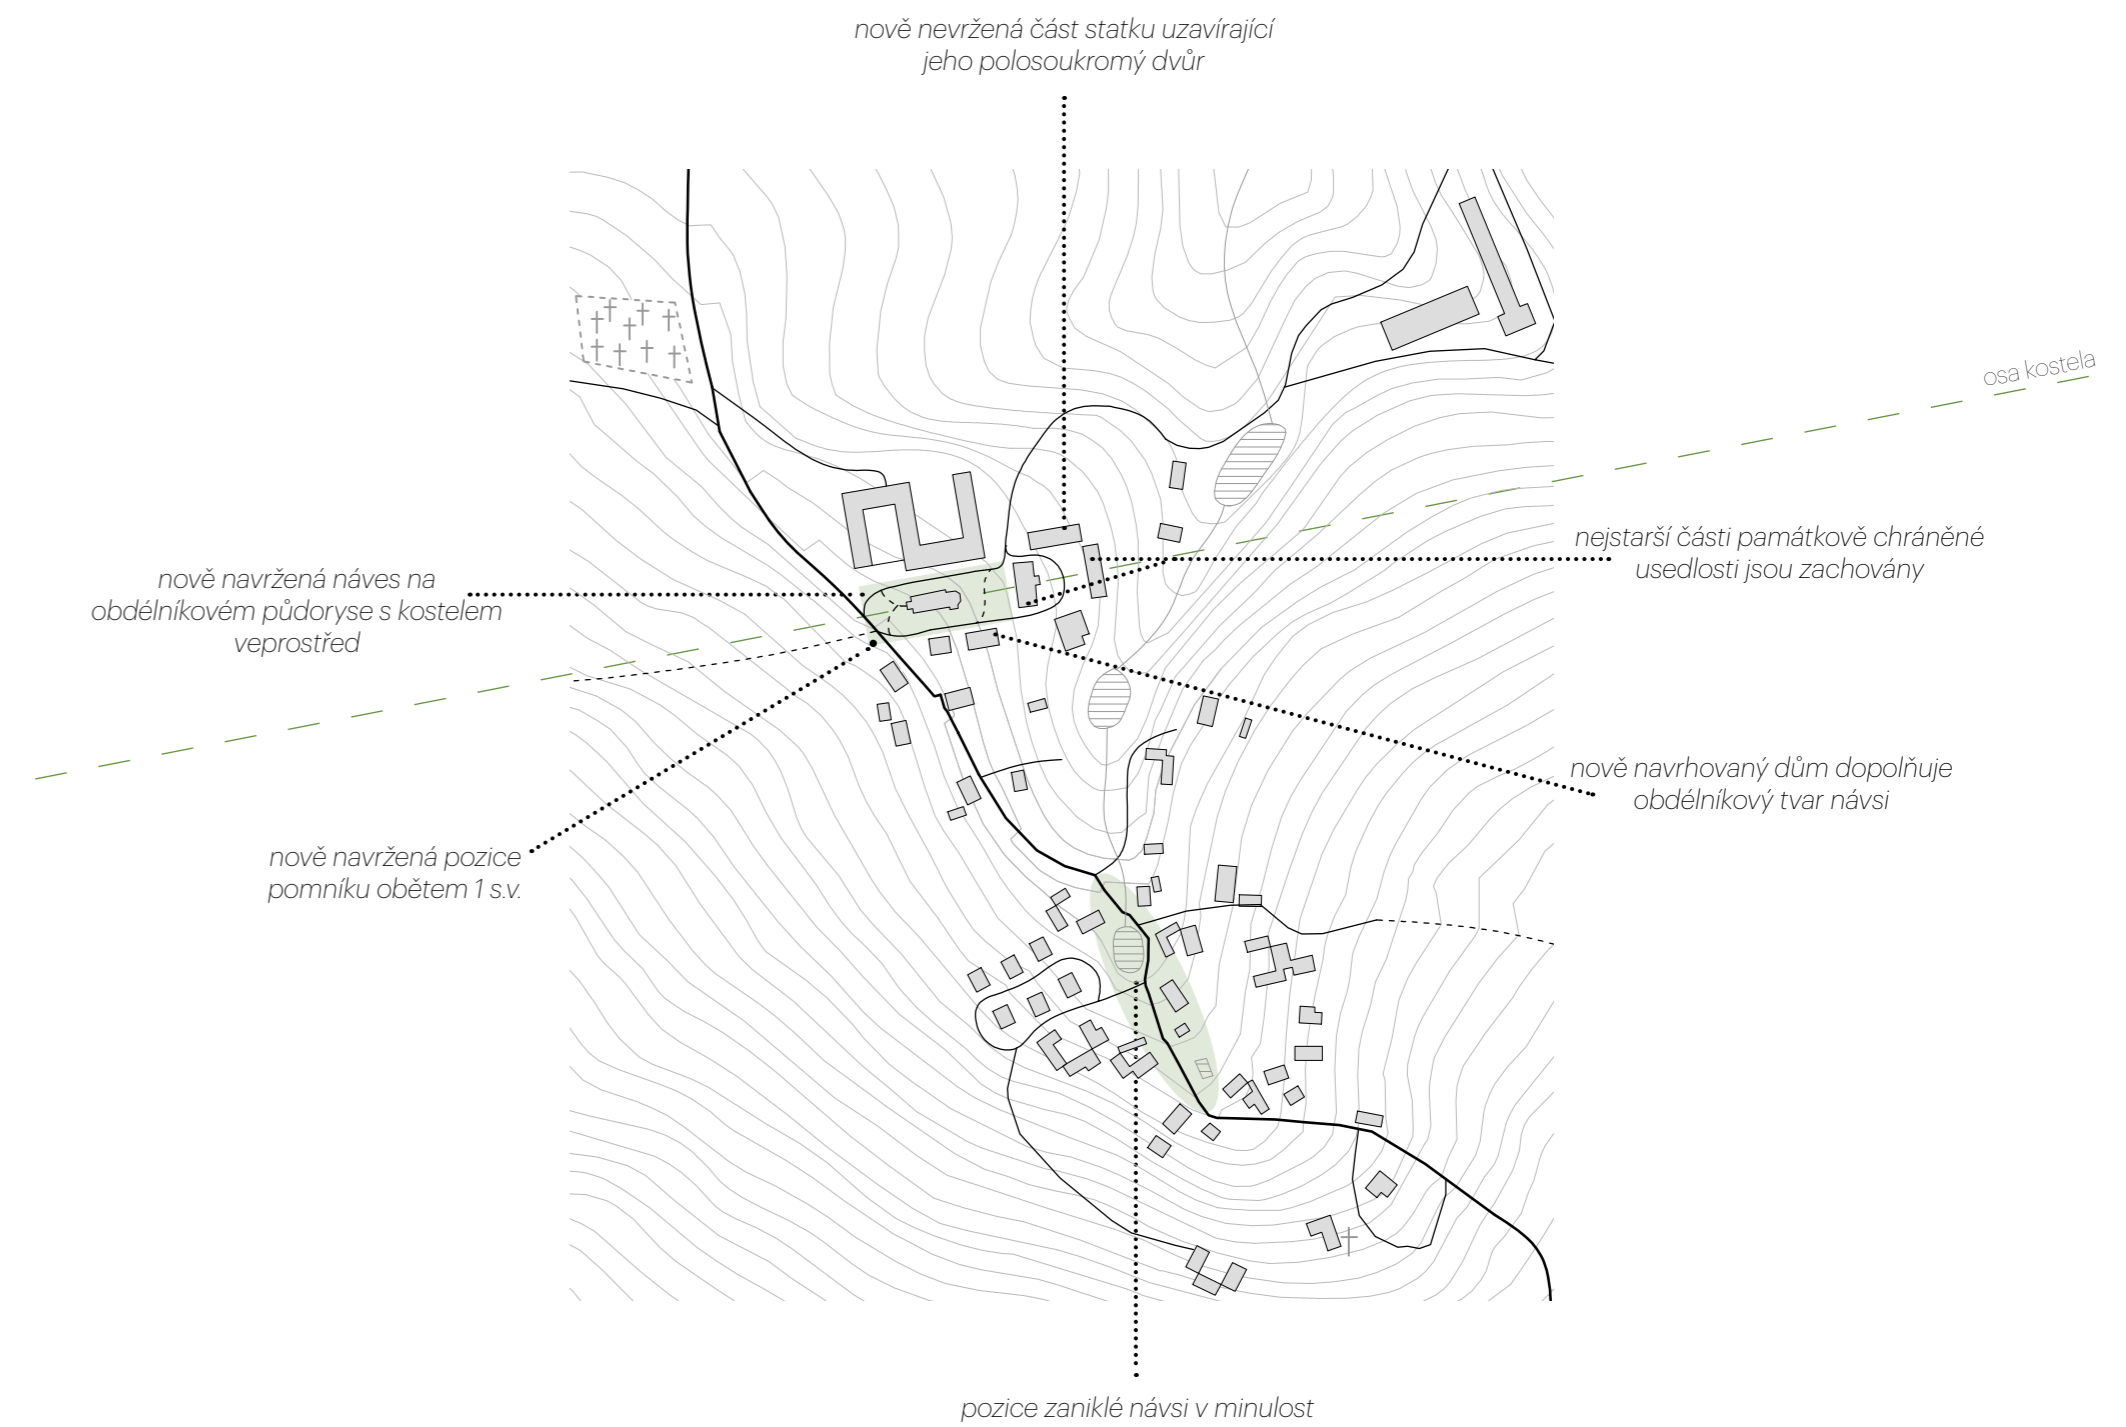 nově nevržená část statku uzavírající
jeho polosoukromý dvůr
osa kostela
nejstarší části památkově chráněné
usedlosti jsou zachovány
nově navržená náves na
obdélníkovém půdoryse s kostelem
veprostřed
nově navrhovaný dům dopolňuje
obdélníkový tvar návsi
nově navržená pozice
pomníku obětem 1 s.v.
pozice zaniklé návsi v minulost